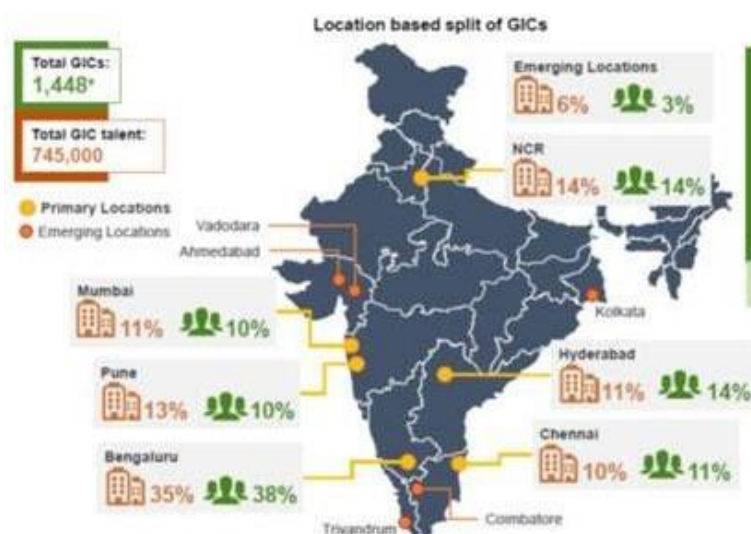 Location based split of GICs
Total GICs:
1,448*
Total GIC talent:
745,000
Primary Locations
Emerging Locations
Emerging Locations
6% 3%
NCR
14% 14%
Vadodara
Ahmedabad
Mumbai
11% 10%
Kolkata
Pune
13% 10%
Hyderabad
11% 14%
Bengaluru
35% 38%
Chennai
10% 11%
Coimbatore
Trivandrum